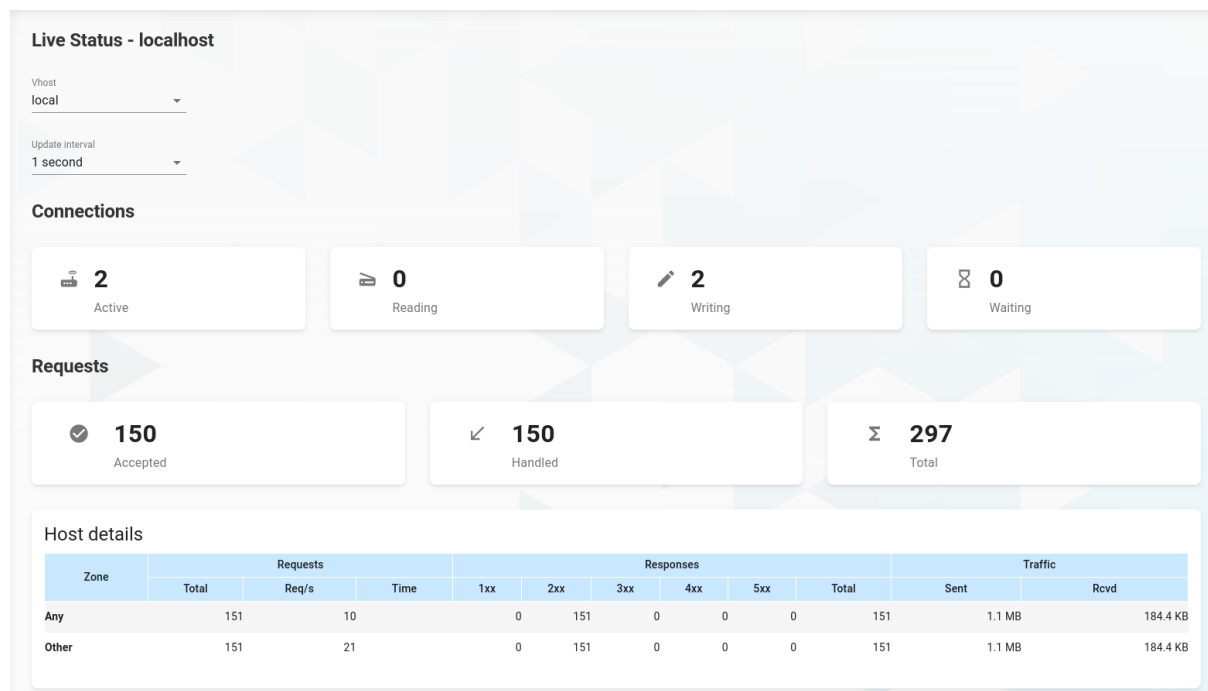 Live Status - localhost
Vhost
local
Update interval
1 second
Connections
2 0 2 0
Active Reading Writing Waiting
Requests
150 150 297
Accepted Handled Total
Host details
Zone Requests Responses Traffic
Total Req/s Time 1xx 2xx 3xx 4xx 5xx Total Sent Rcvd
Any 151 10 0 151 0 0 0 151 1.1 MB 184.4 KB
Other 151 21 0 151 0 0 0 151 1.1 MB 184.4 KB